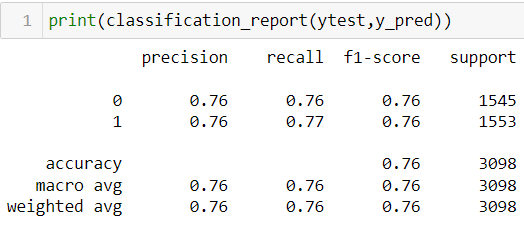 1 print(classification_report(ytest,y_pred))
precision recall f1-score support
0 0.76 0.76 0.76 1545
1 0.76 0.77 0.76 1553
accuracy 0.76 3098
macro avg 0.76 0.76 0.76 3098
weighted avg 0.76 0.76 0.76 3098